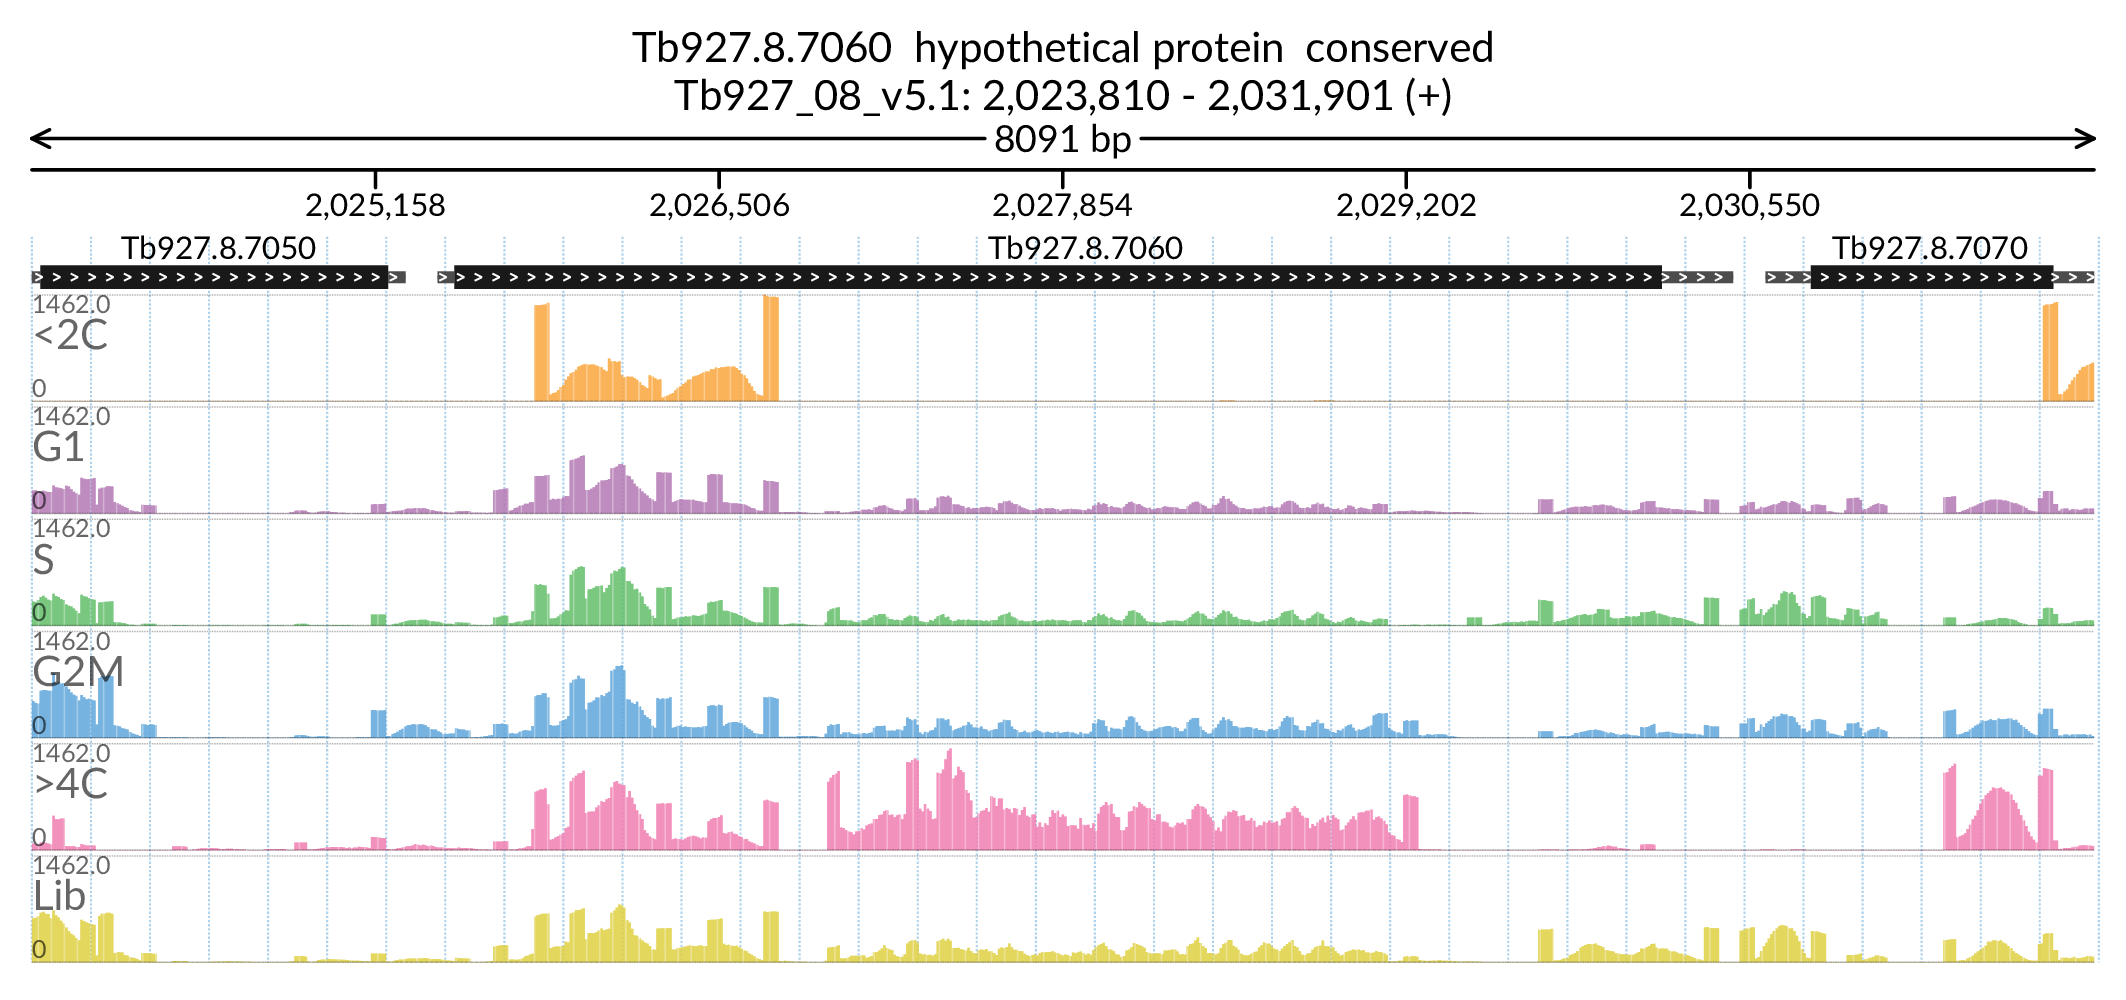 Tb927.8.7060  hypothetical protein  conserved
Tb927_08_v5.1: 2,023,810 - 2,031,901 (+)
8091 bp
2,025,158 2,026,506 2,027,854 2,029,202 2,030,550
Tb927.8.7050 Tb927.8.7060 Tb927.8.7070
1462.0
<2C
0
1462.0
G1
0
1462.0
S
0
1462.0
G2M
0
1462.0
>4C
0
1462.0
Lib
0